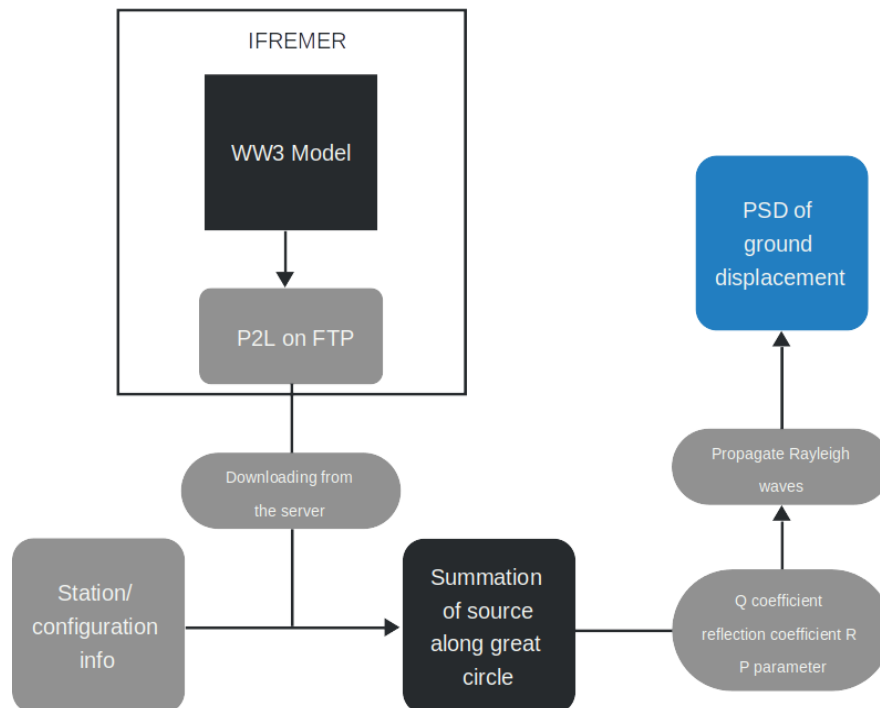 IFREMER
WW3 Model
P2L on FTP
Downloading from
the server
Station/
configuration
info
Summation
of source
along great
circle
Q coefficient
reflection coefficient R
P parameter
Propagate Rayleigh
waves
PSD of
ground
displacement